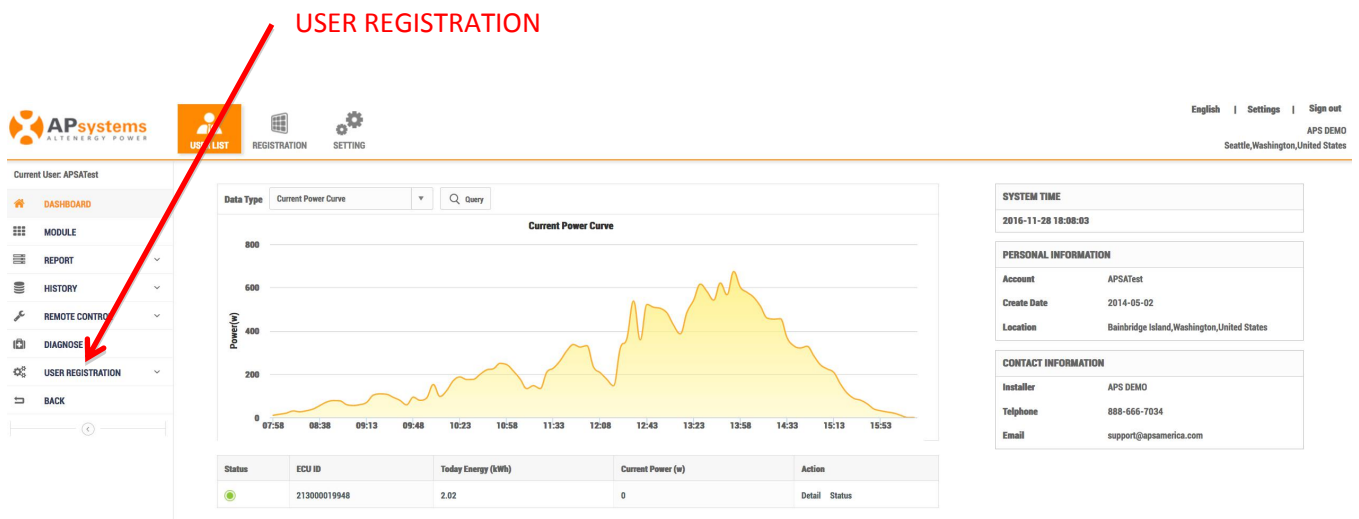 USER REGISTRATION
APsystems
ALTENERGY POWER
USER LIST
REGISTRATION
SETTING
English | Settings | Sign out
APS DEMO
Seattle,Washington,United States
Current User: APSATest
DASHBOARD
MODULE
REPORT
HISTORY
REMOTE CONTROL
DIAGNOSE
USER REGISTRATION
BACK
Data Type Current Power Curve Query
Current Power Curve
Power(w)
800
600
400
200
0
07:58 08:38 09:13 09:48 10:23 10:58 11:33 12:08 12:43 13:23 13:58 14:33 15:13 15:53
Status ECU ID Today Energy (kWh) Current Power (w) Action
213000019948 2.02 0 Detail Status
SYSTEM TIME
2016-11-28 18:08:03
PERSONAL INFORMATION
Account APSATest
Create Date 2014-05-02
Location Bainbridge Island,Washington,United States
CONTACT INFORMATION
Installer APS DEMO
Telphone 888-666-7034
Email support@apsamerica.com